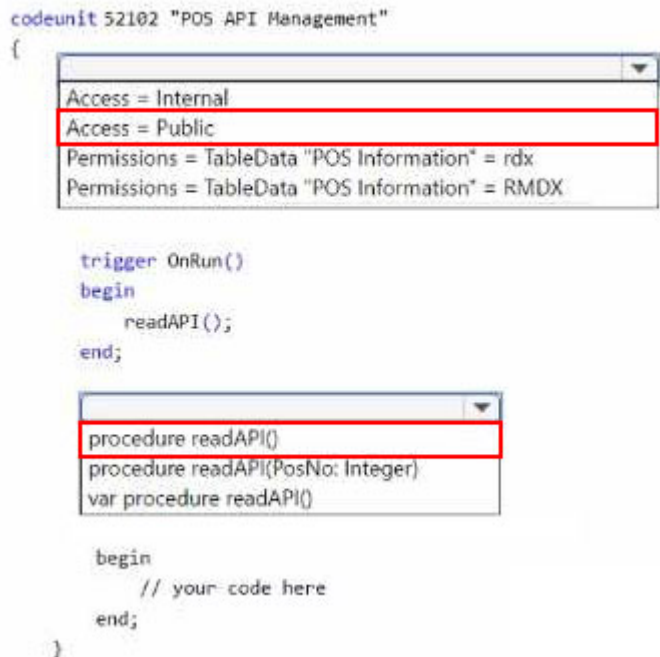 codeunit 52102 "POS API Management"
{
Access = Internal
Access = Public
Permissions = TableData "POS Information" = rdx
Permissions = TableData "POS Information" = RMDX
trigger OnRun()
begin
readAPI();
end;
procedure readAPI()
procedure readAPI(PosNo: Integer)
var procedure readAPI()
begin
// your code here
end;
}